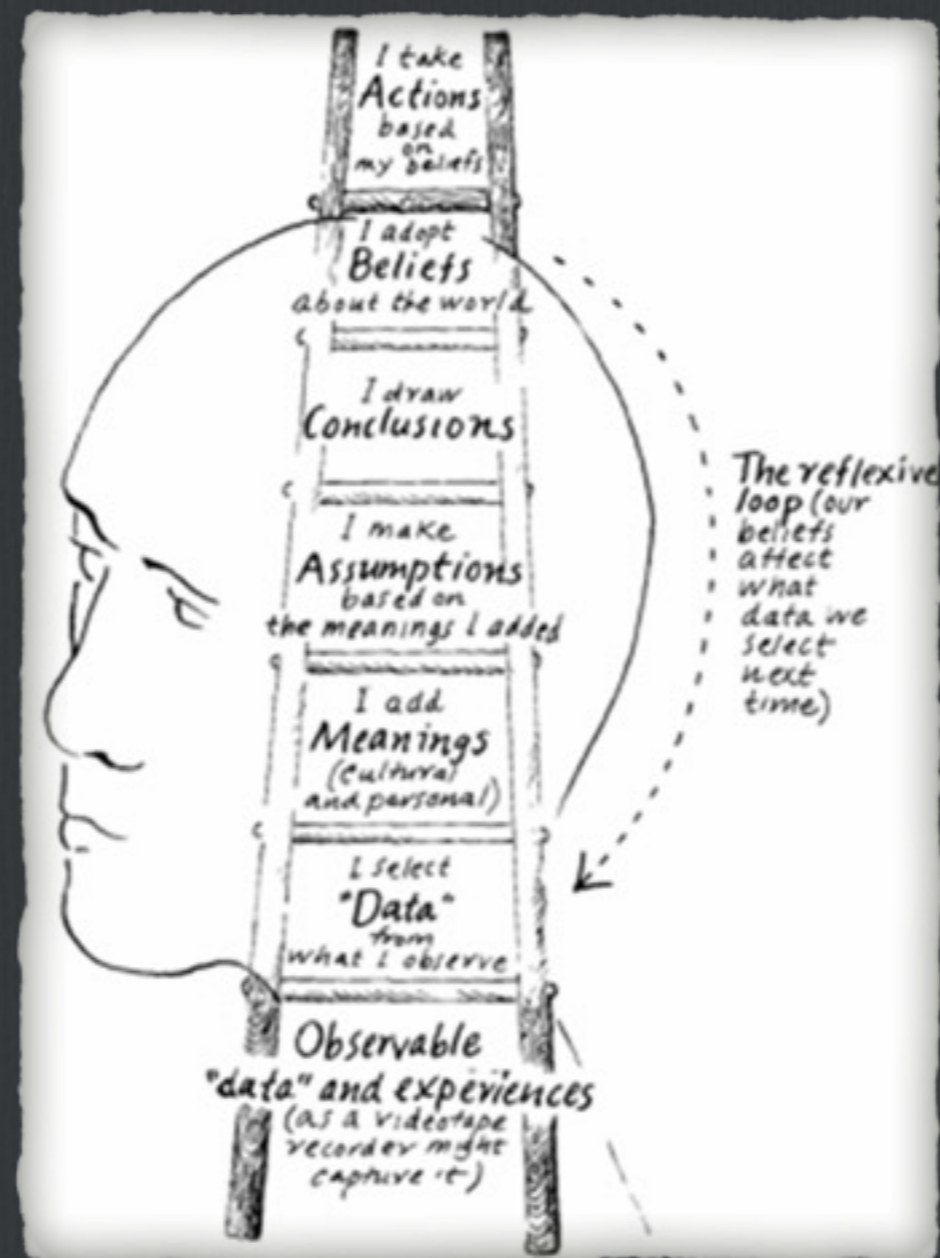 I take
Actions
based
on
my beliefs
I adopt
Beliefs
about the world
I draw
Conclusions
I make
Assumptions
based on
the meanings I added
I add
Meanings
(cultural
and personal)
I select
"Data"
from
what I observe
Observable
"data" and experiences
(as a videotape
recorder might
capture it)
The reflexive
loop (our
beliefs
affect
what
data we
select
next
time)